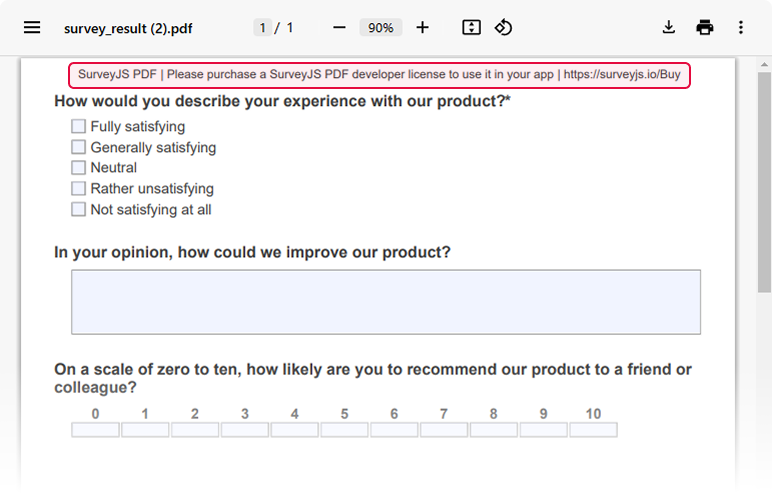 survey_result (2).pdf 1 / 1 90%
SurveyJS PDF | Please purchase a SurveyJS PDF developer license to use it in your app | https://surveyjs.io/Buy
How would you describe your experience with our product?*
Fully satisfying
Generally satisfying
Neutral
Rather unsatisfying
Not satisfying at all
In your opinion, how could we improve our product?
On a scale of zero to ten, how likely are you to recommend our product to a friend or
colleague?
0 1 2 3 4 5 6 7 8 9 10